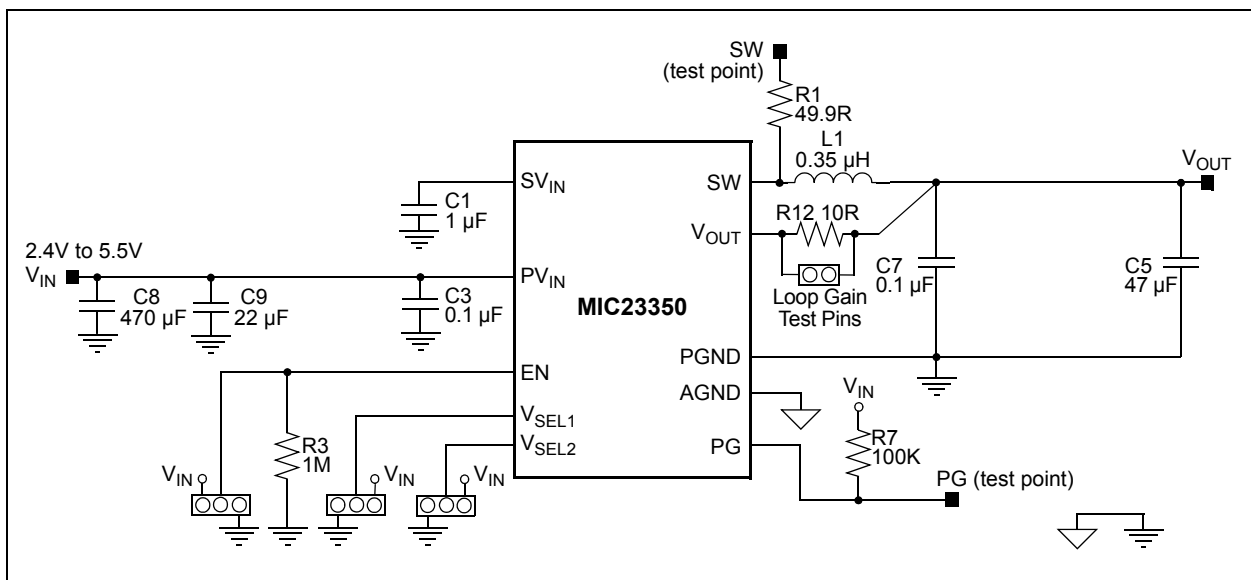 SW
(test point)
R1
49.9R
L1
0.35 µH
V_OUT
SV_IN
SW
C1
1 µF
R12 10R
V_OUT
2.4V to 5.5V
V_IN
PV_IN
C8
470 µF
C9
22 µF
C3
0.1 µF
MIC23350
Loop Gain
Test Pins
C7
0.1 µF
C5
47 µF
PGND
EN
AGND
V_IN
V_SEL1
V_SEL2
R3
1M
PG
R7
100K
V_IN
V_IN
V_IN
PG (test point)